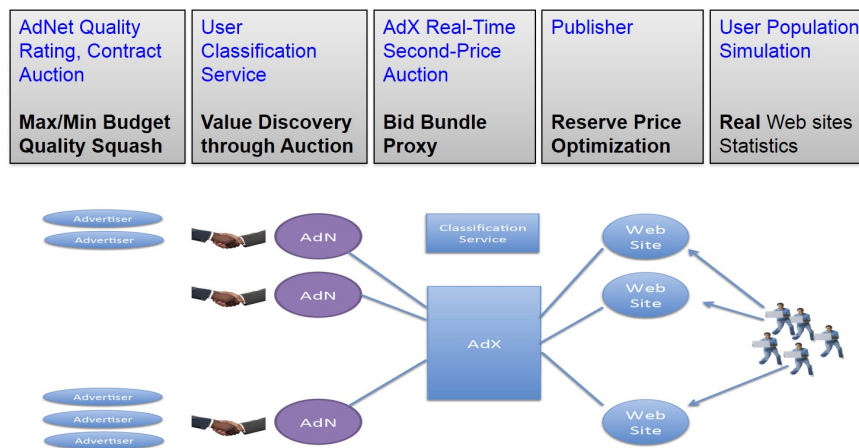 AdNet Quality
Rating, Contract
Auction
Max/Min Budget
Quality Squash
User
Classification
Service
Value Discovery
through Auction
AdX Real-Time
Second-Price
Auction
Bid Bundle
Proxy
Publisher
Reserve Price
Optimization
User Population
Simulation
Real Web sites
Statistics
Advertiser
Advertiser
AdN
Classification
Service
Web
Site
AdN
Web
Site
AdX
Advertiser
Advertiser
Advertiser
AdN
Web
Site